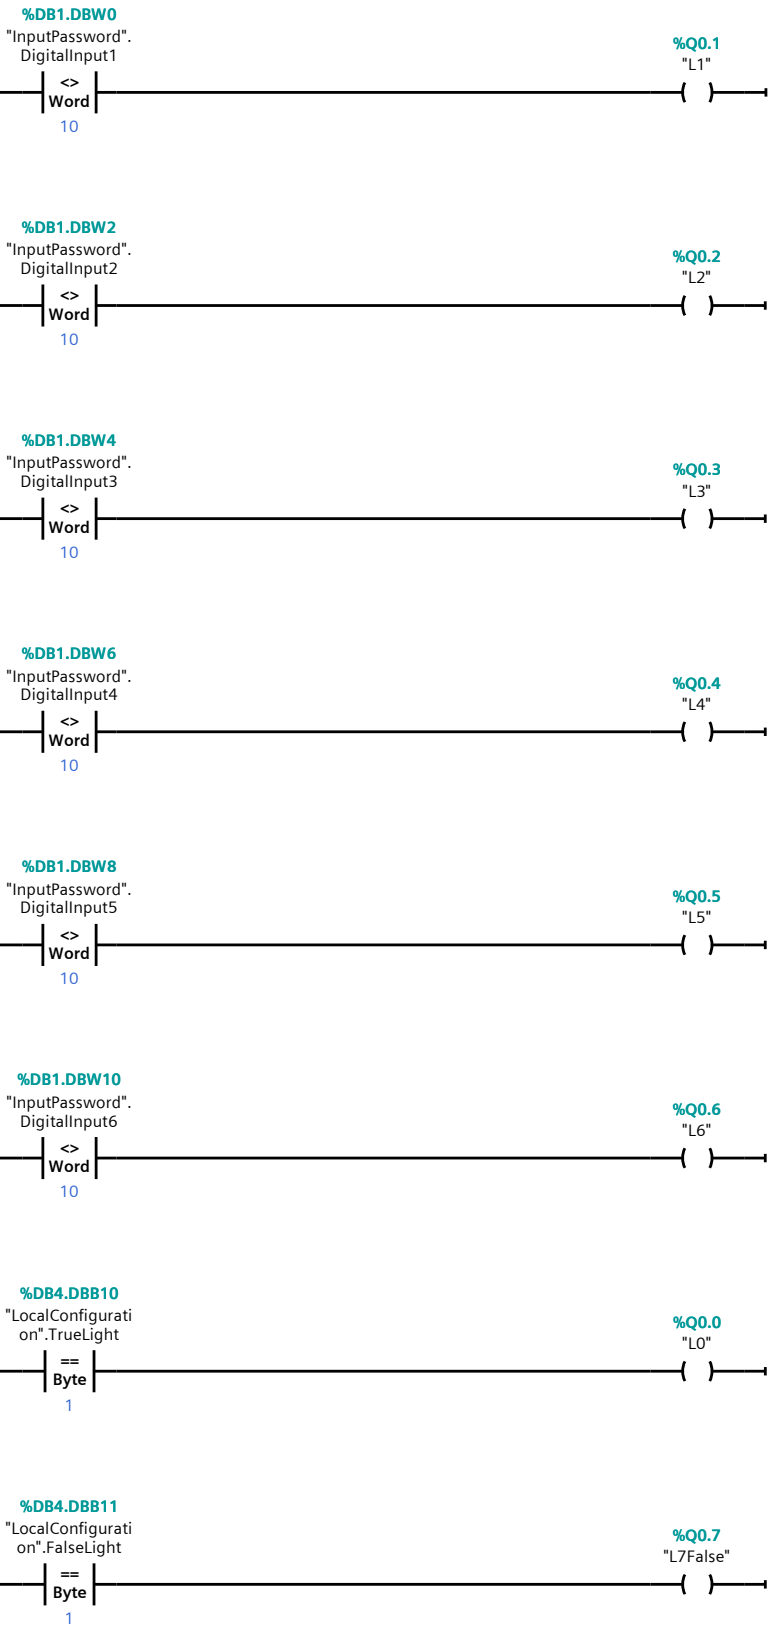 %DB1.DBW0
"InputPassword".
DigitalInput1
<>
Word
10
%Q0.1
"L1"
%DB1.DBW2
"InputPassword".
DigitalInput2
<>
Word
10
%Q0.2
"L2"
%DB1.DBW4
"InputPassword".
DigitalInput3
<>
Word
10
%Q0.3
"L3"
%DB1.DBW6
"InputPassword".
DigitalInput4
<>
Word
10
%Q0.4
"L4"
%DB1.DBW8
"InputPassword".
DigitalInput5
<>
Word
10
%Q0.5
"L5"
%DB1.DBW10
"InputPassword".
DigitalInput6
<>
Word
10
%Q0.6
"L6"
%DB4.DBB10
"LocalConfigurati
on".TrueLight
==
Byte
1
%Q0.0
"L0"
%DB4.DBB11
"LocalConfigurati
on".FalseLight
==
Byte
1
%Q0.7
"L7False"